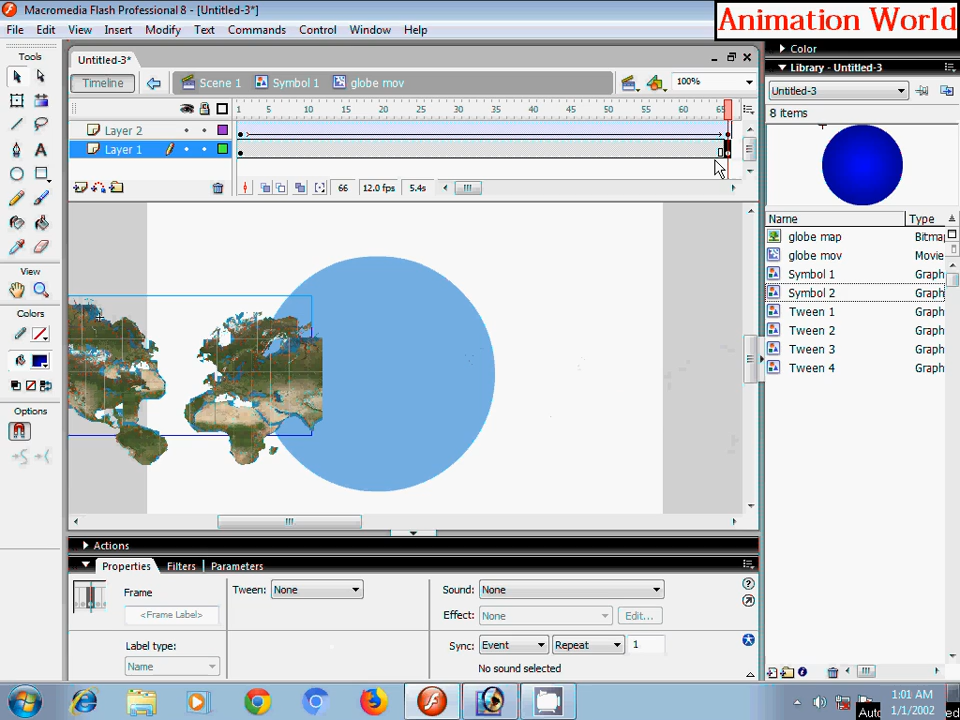 Macromedia Flash Professional 8 - [Untitled-3*]
Animation World
File Edit View Insert Modify Text Commands Control Window Help
Tools
Untitled-3*
Color
Library - Untitled-3
Timeline Scene 1 Symbol 1 globe mov 100%
Untitled-3
1 5 10 15 20 25 30 35 40 45 50 55 60 65
8 items
Layer 2
Layer 1
66 12.0 fps 5.4s
Name Type
globe map Bitma
globe mov Movie
Symbol 1 Graph
Symbol 2 Graph
Tween 1 Graph
Tween 2 Graph
Tween 3 Graph
Tween 4 Graph
View
Colors
Options
Actions
Properties Filters Parameters
Frame
<Frame Label>
Label type:
Name
Tween: None
Sound: None
Effect: None Edit...
Sync: Event Repeat 1
No sound selected
1:01 AM
1/1/2002